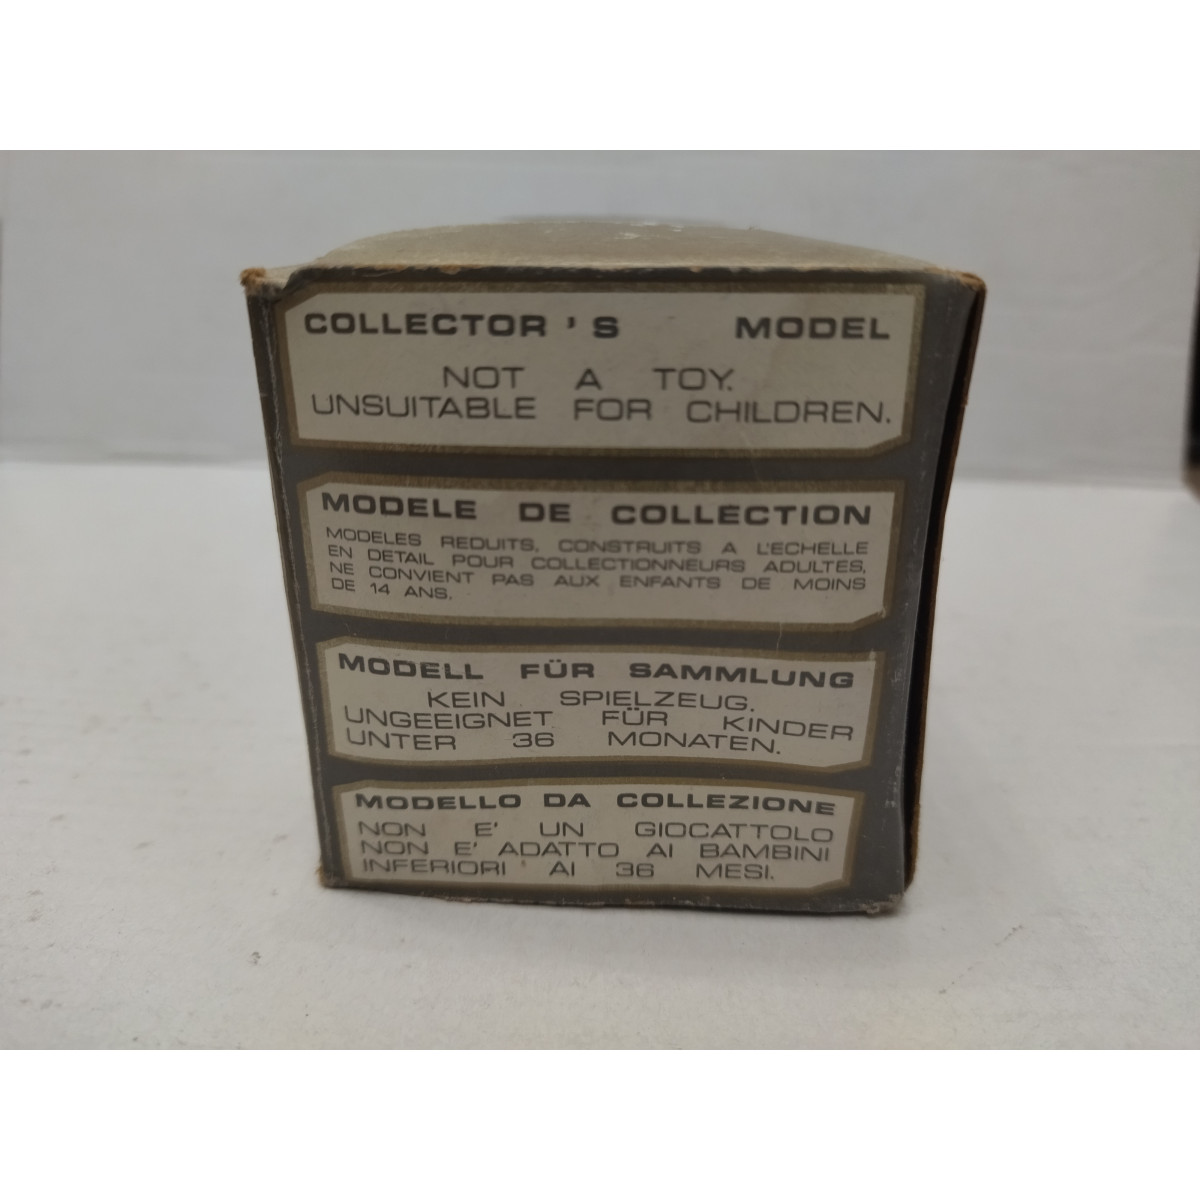 COLLECTOR'S MODEL
NOT A TOY.
UNSUITABLE FOR CHILDREN.
MODELE DE COLLECTION
MODELES REDUITS, CONSTRUITS A L'ECHELLE
EN DETAIL POUR COLLECTIONNEURS ADULTES,
NE CONVIENT PAS AUX ENFANTS DE MOINS
DE 14 ANS.
MODELL FÜR SAMMLUNG
KEIN SPIELZEUG.
UNGEEIGNET FÜR KINDER
UNTER 36 MONATEN.
MODELLO DA COLLEZIONE
NON E' UN GIOCATTOLO
NON E' ADATTO AI BAMBINI
INFERIORI AI 36 MESI.